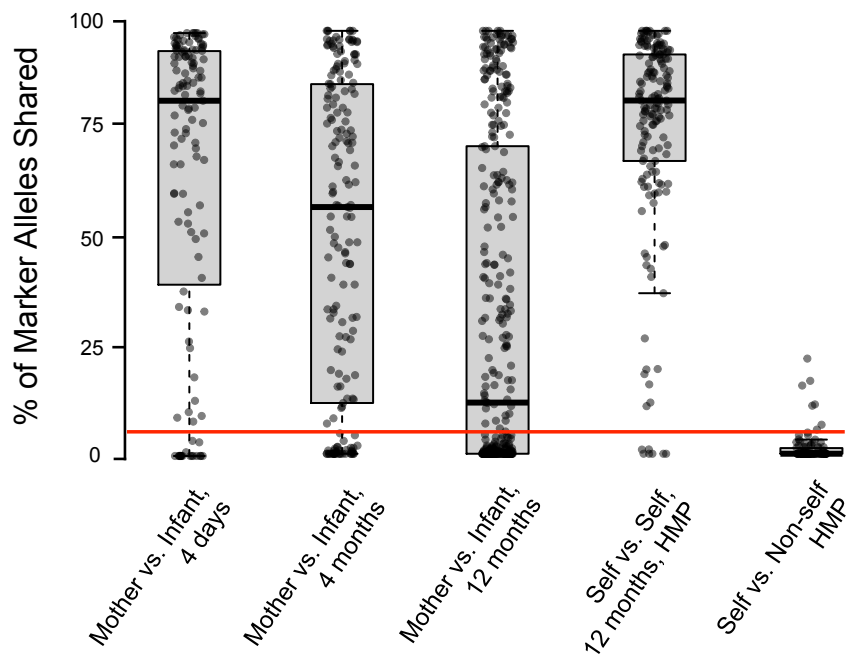 % of Marker Alleles Shared
100
75
50
25
0
Mother vs. Infant,
4 days
Mother vs. Infant,
4 months
Mother vs. Infant,
12 months
Self vs. Self,
12 months, HMP
Self vs. Non-self
HMP